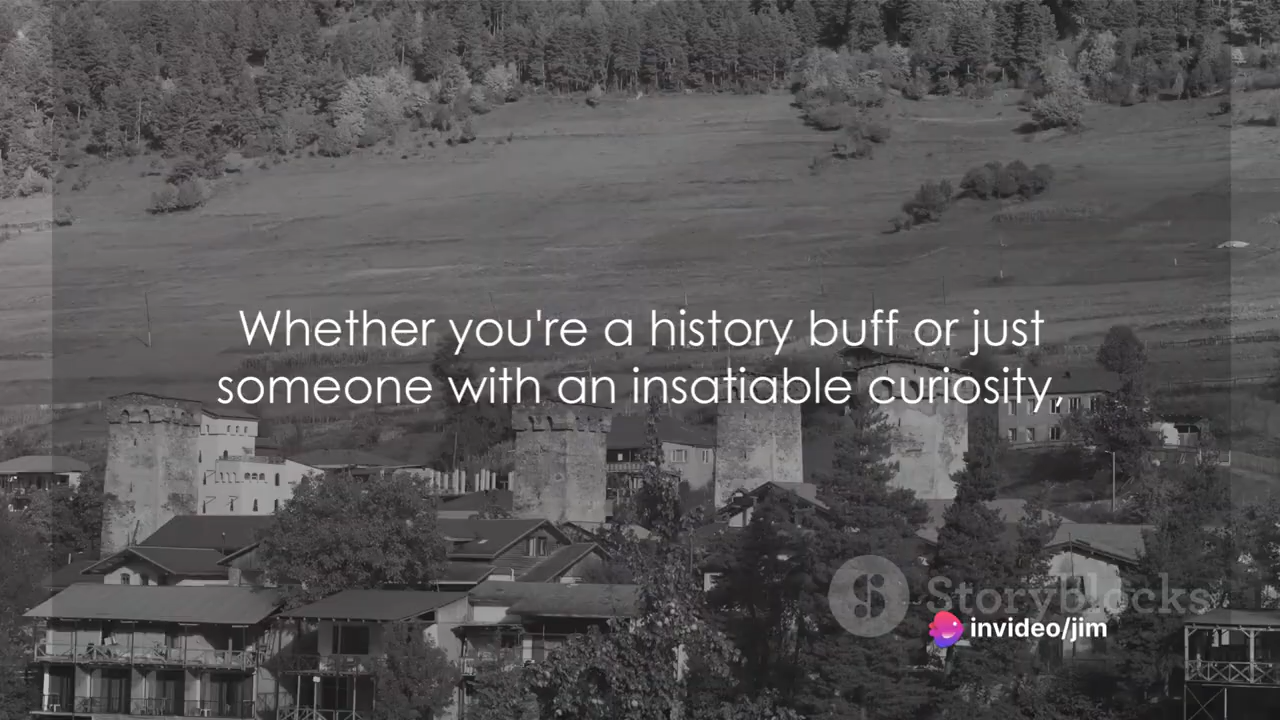 Whether you're a history buff or just
someone with an insatiable curiosity,
Storyblocks
invideo/jim